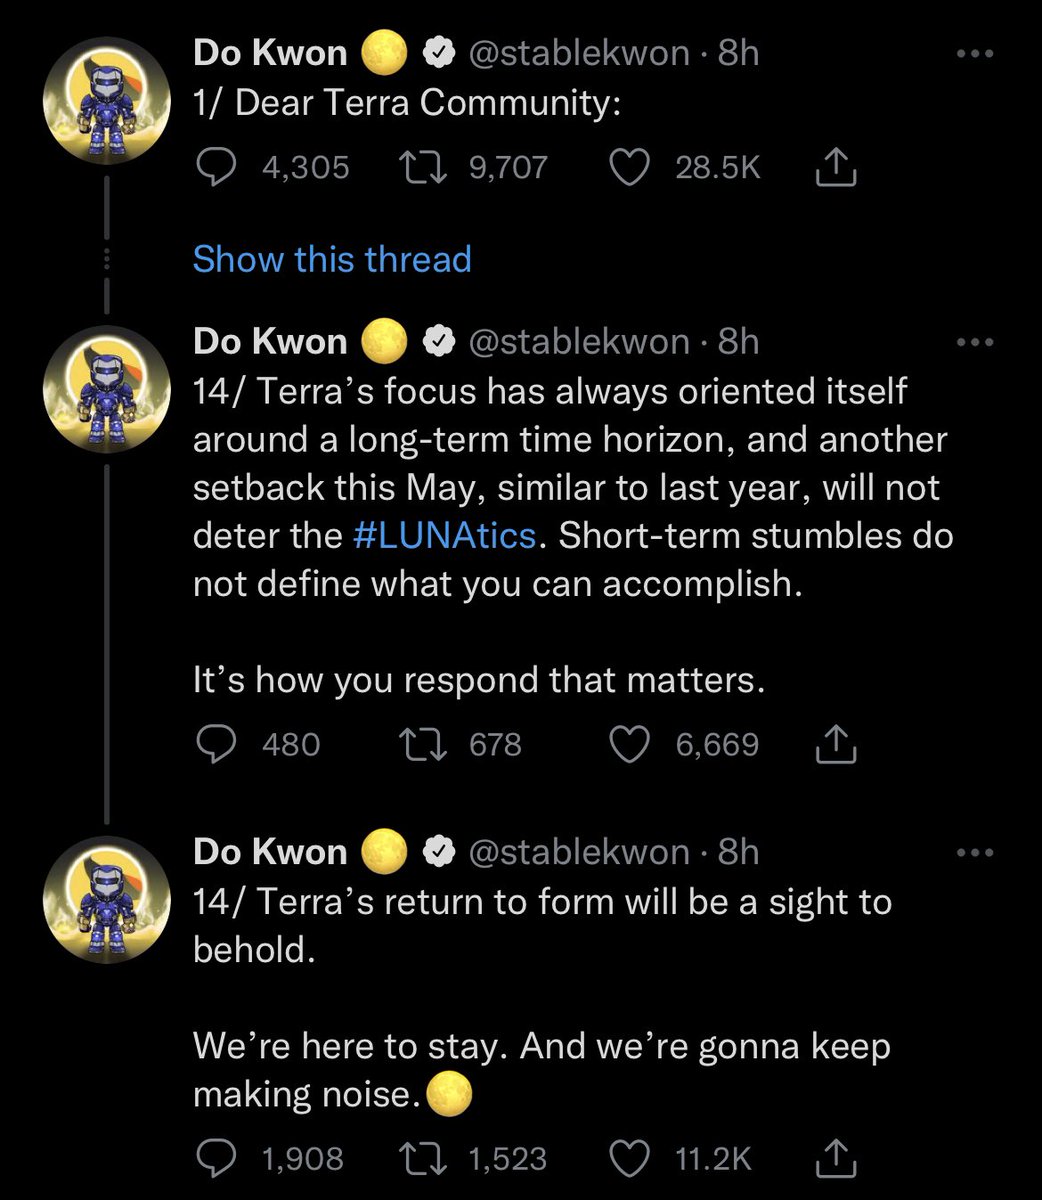 Do Kwon 🌕 @stablekwon · 8h
1/ Dear Terra Community:
4,305 9,707 28.5K
Show this thread
Do Kwon 🌕 @stablekwon · 8h
14/ Terra’s focus has always oriented itself
around a long-term time horizon, and another
setback this May, similar to last year, will not
deter the #LUNAtics. Short-term stumbles do
not define what you can accomplish.
It’s how you respond that matters.
480 678 6,669
Do Kwon 🌕 @stablekwon · 8h
14/ Terra’s return to form will be a sight to
behold.
We’re here to stay. And we’re gonna keep
making noise.🌕
1,908 1,523 11.2K